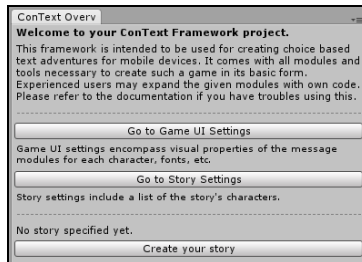 ConText Overv
Welcome to your ConText Framework project.
This framework is intended to be used for creating choice based
text adventures for mobile devices. It comes with all modules and
tools necessary to create such a game in its basic form.
Experienced users may expand the given modules with own code.
Please refer to the documentation if you have troubles using this.
Go to Game UI Settings
Game UI settings encompass visual properties of the message
modules for each character, fonts, etc.
Go to Story Settings
Story settings include a list of the story's characters.
No story specified yet.
Create your story